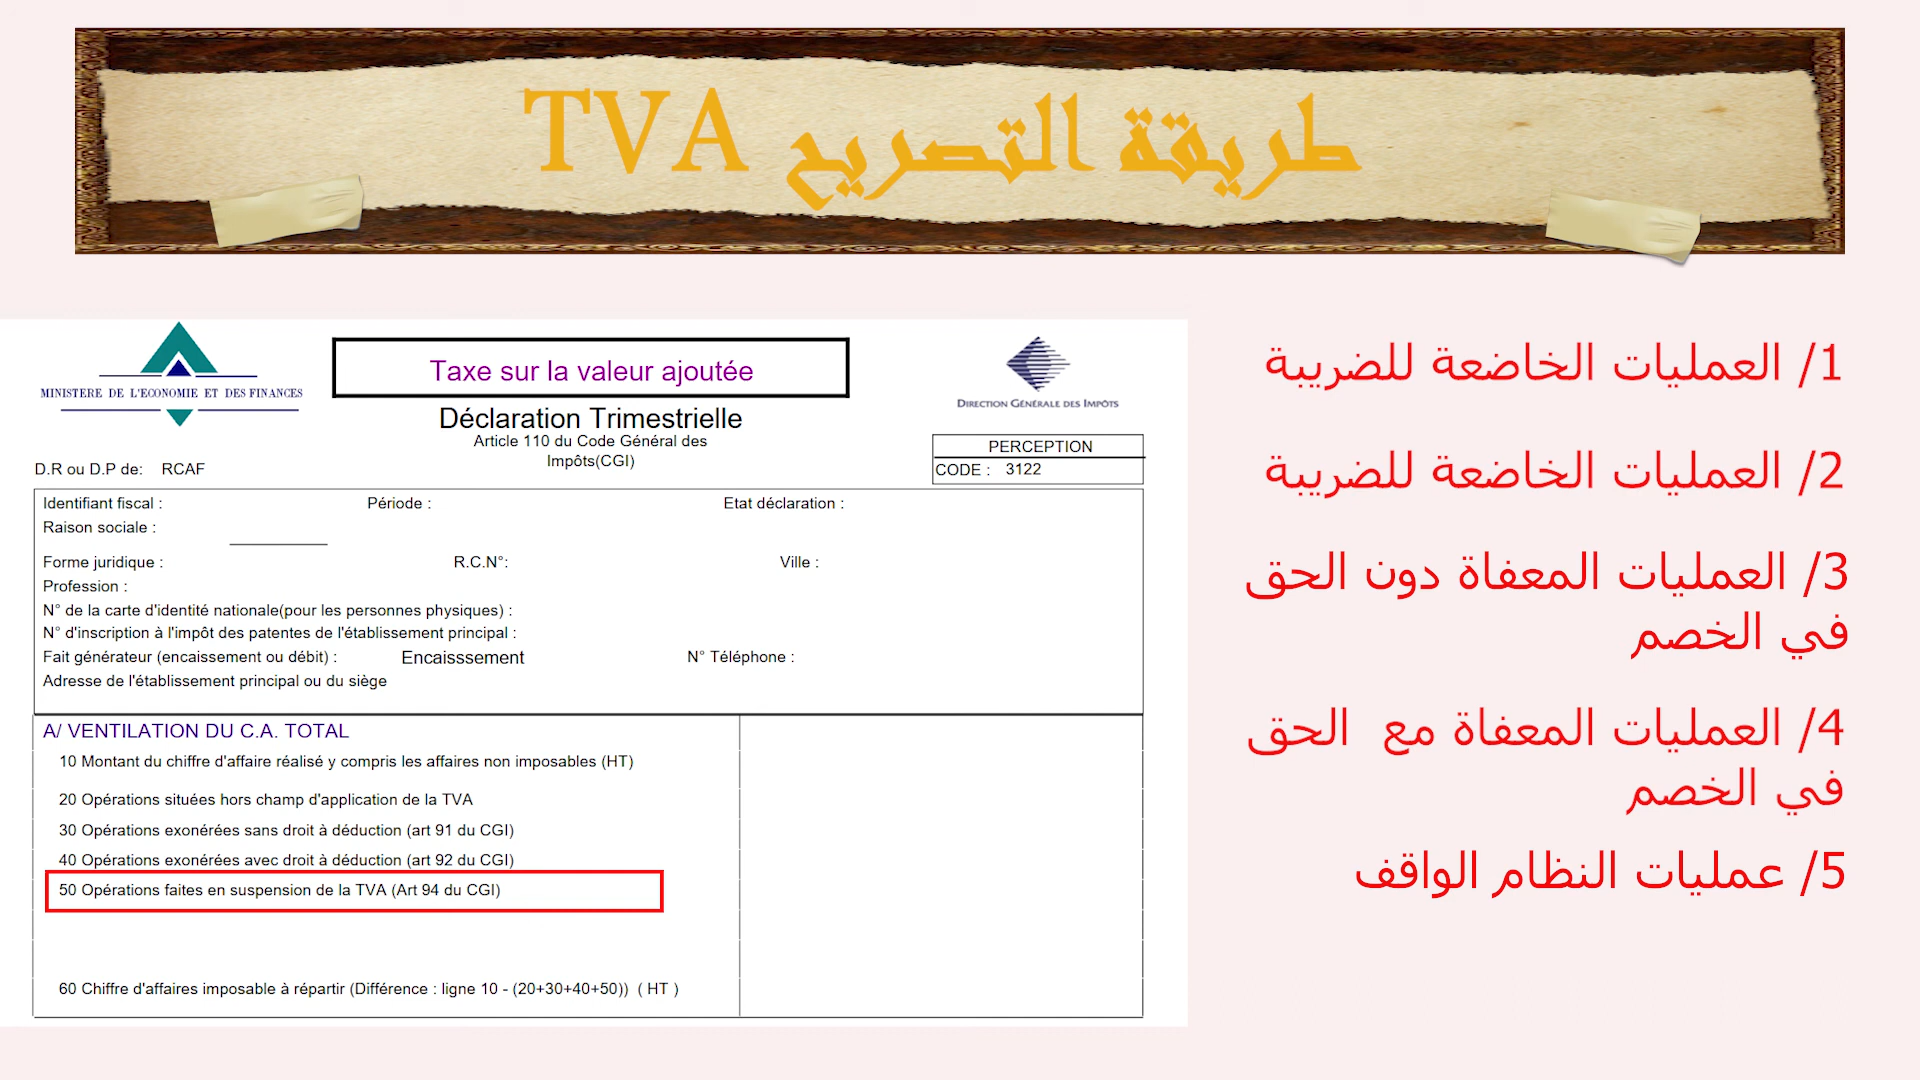 طريقة التصريح TVA
MINISTERE DE L'ECONOMIE ET DES FINANCES
Taxe sur la valeur ajoutée
Déclaration Trimestrielle
Article 110 du Code Général des
Impôts(CGI)
DIRECTION GÉNÉRALE DES IMPÔTS
PERCEPTION
CODE : 3122
D.R ou D.P de: RCAF
Identifiant fiscal : Période : Etat déclaration :
Raison sociale :
Forme juridique : R.C.N°: Ville :
Profession :
N° de la carte d'identité nationale(pour les personnes physiques) :
N° d'inscription à l'impôt des patentes de l'établissement principal :
Fait générateur (encaissement ou débit) : Encaisssement N° Téléphone :
Adresse de l'établissement principal ou du siège
A/ VENTILATION DU C.A. TOTAL
10 Montant du chiffre d'affaire réalisé y compris les affaires non imposables (HT)
20 Opérations situées hors champ d'application de la TVA
30 Opérations exonérées sans droit à déduction (art 91 du CGI)
40 Opérations exonérées avec droit à déduction (art 92 du CGI)
50 Opérations faites en suspension de la TVA (Art 94 du CGI)
60 Chiffre d'affaires imposable à répartir (Différence : ligne 10 - (20+30+40+50)) ( HT )
1/ العمليات الخاضعة للضريبة
2/ العمليات الخاضعة للضريبة
3/ العمليات المعفاة دون الحق
في الخصم
4/ العمليات المعفاة مع الحق
في الخصم
5/ عمليات النظام الواقف